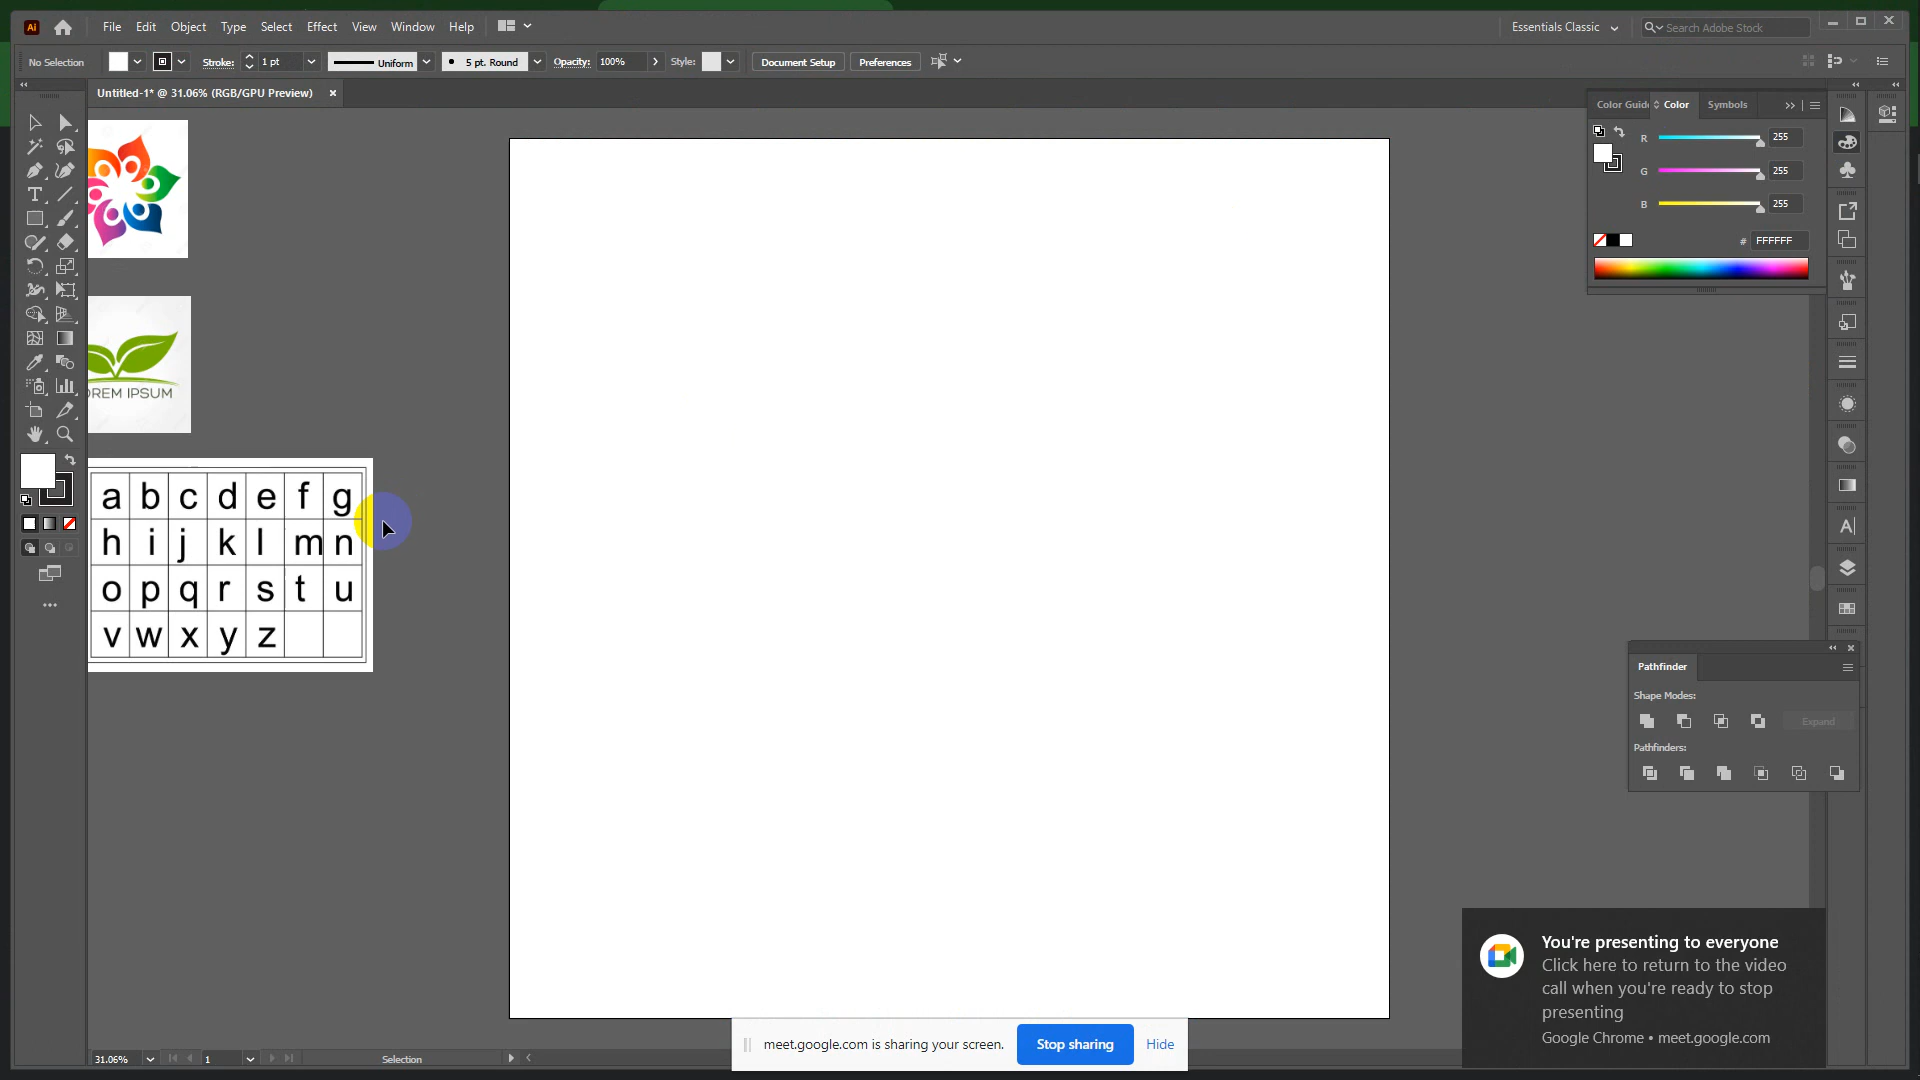 Ai
File Edit Object Type Select Effect View Window Help
Essentials Classic
Search Adobe Stock
No Selection
Stroke: 1 pt
Uniform
5 pt. Round
Opacity: 100%
Style:
Document Setup
Preferences
Untitled-1* @ 31.06% (RGB/GPU Preview) ×
Color Guide
Color
Symbols
R 255
G 255
B 255
# FFFFFF
OREM IPSUM
a b c d e f g
h i j k l m n
o p q r s t u
v w x y z
Pathfinder
Shape Modes:
Expand
Pathfinders:
You're presenting to everyone
Click here to return to the video
call when you're ready to stop
presenting
Google Chrome • meet.google.com
meet.google.com is sharing your screen.
Stop sharing
Hide
31.06%
1
Selection